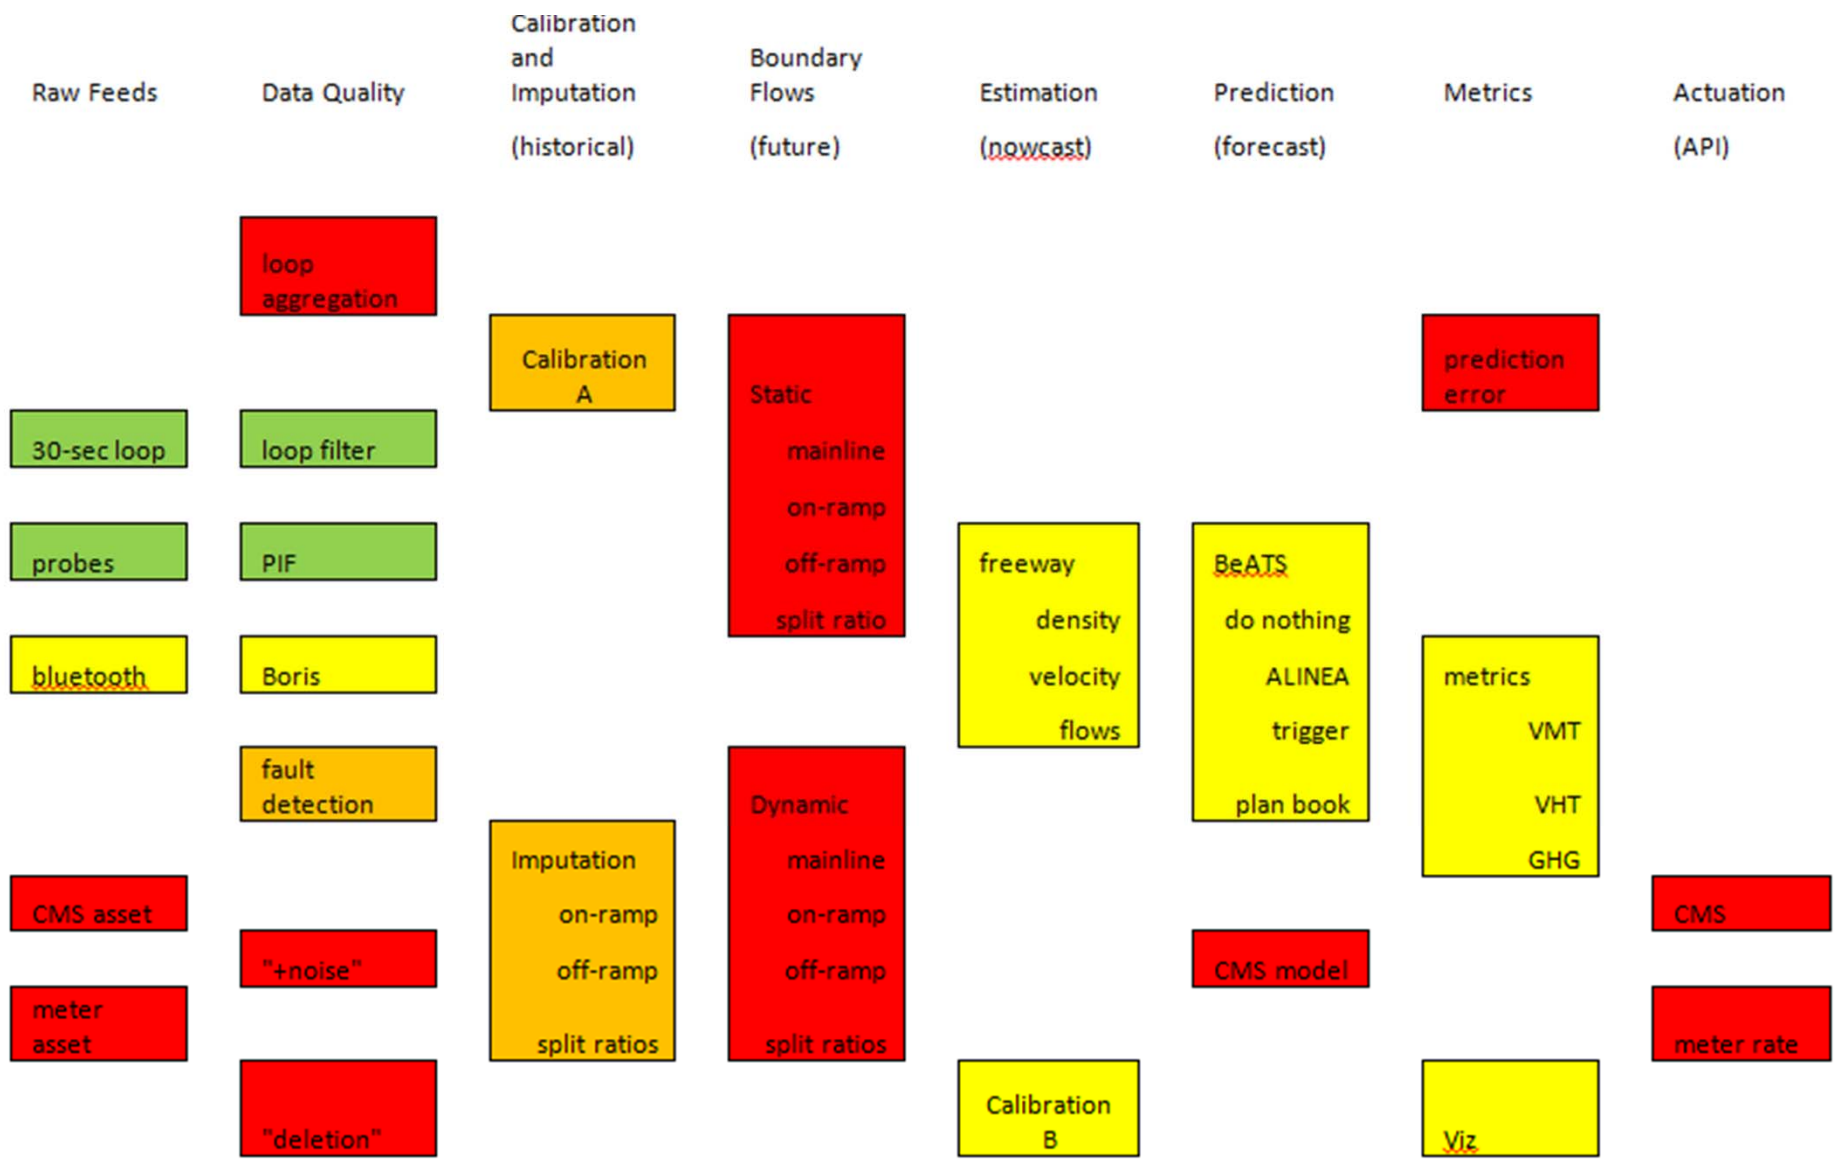 Raw Feeds
Data Quality
Calibration
and
Imputation
(historical)
Boundary
Flows
(future)
Estimation
(nowcast)
Prediction
(forecast)
Metrics
Actuation
(API)
30-sec loop
probes
bluetooth
CMS asset
meter
asset
loop
aggregation
loop filter
PIF
Boris
fault
detection
"+noise"
"deletion"
Calibration
A
Imputation
on-ramp
off-ramp
split ratios
Static
mainline
on-ramp
off-ramp
split ratio
Dynamic
mainline
on-ramp
off-ramp
split ratios
freeway
density
velocity
flows
Calibration
B
BeATS
do nothing
ALINEA
trigger
plan book
CMS model
prediction
error
metrics
VMT
VHT
GHG
Viz
CMS
meter rate